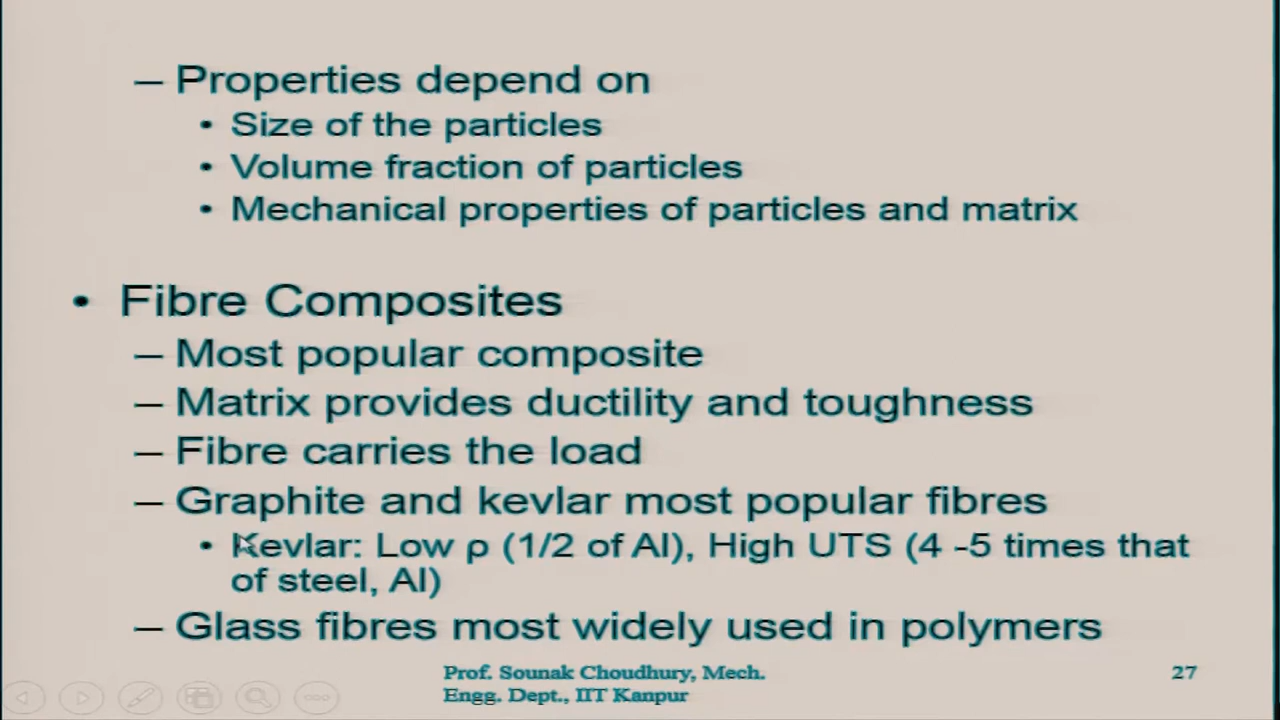 – Properties depend on
• Size of the particles
• Volume fraction of particles
• Mechanical properties of particles and matrix
• Fibre Composites
– Most popular composite
– Matrix provides ductility and toughness
– Fibre carries the load
– Graphite and kevlar most popular fibres
• Kevlar: Low ρ (1/2 of Al), High UTS (4 -5 times that
of steel, Al)
– Glass fibres most widely used in polymers
Prof. Sounak Choudhury, Mech.
Engg. Dept., IIT Kanpur
27